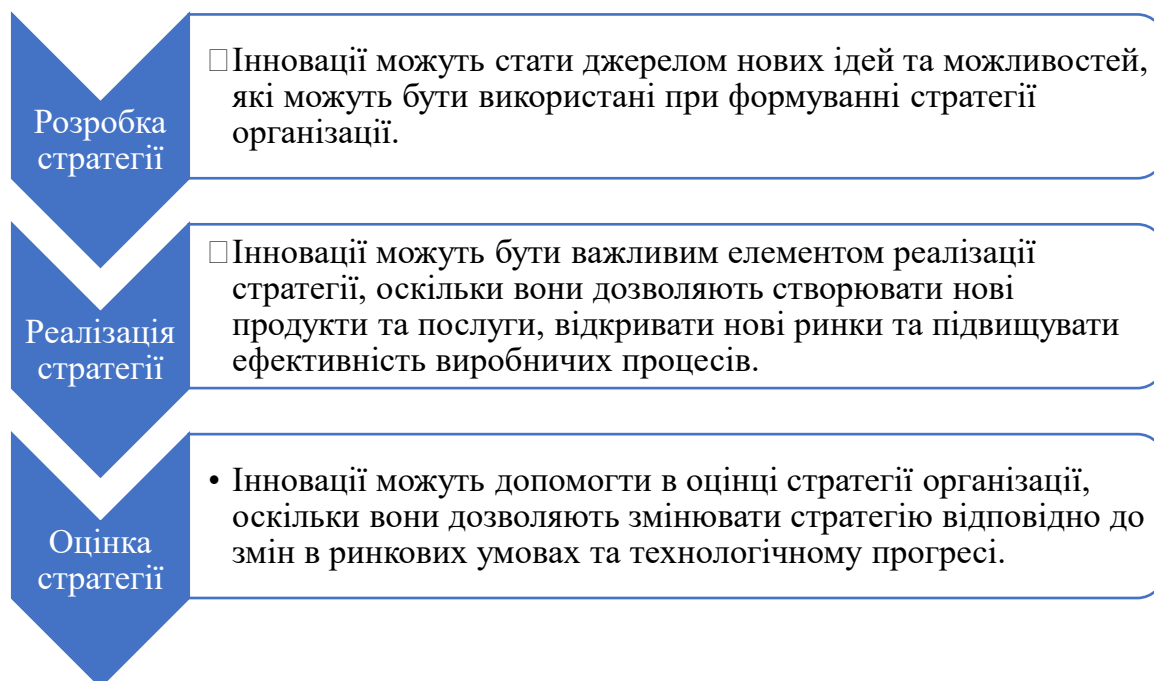 Розробка
стратегії
□Інновації можуть стати джерелом нових ідей та можливостей,
які можуть бути використані при формуванні стратегії
організації.
Реалізація
стратегії
□Інновації можуть бути важливим елементом реалізації
стратегії, оскільки вони дозволяють створювати нові
продукти та послуги, відкривати нові ринки та підвищувати
ефективність виробничих процесів.
Оцінка
стратегії
• Інновації можуть допомогти в оцінці стратегії організації,
оскільки вони дозволяють змінювати стратегію відповідно до
змін в ринкових умовах та технологічному прогресі.